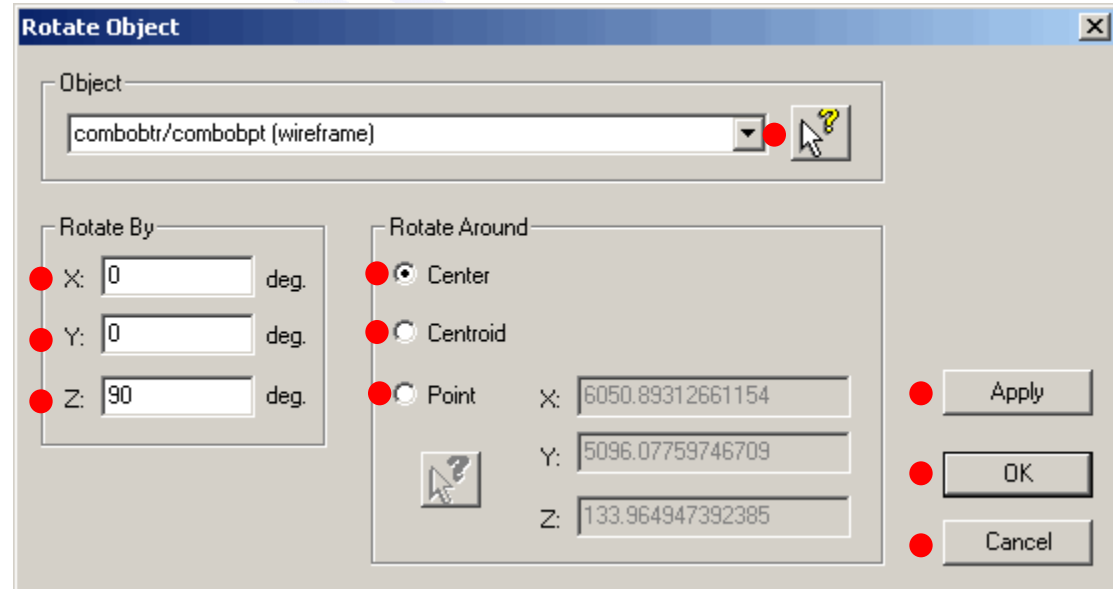 Rotate Object
Object
combobtr/combobpt (wireframe)
Rotate By
X: 0 deg.
Y: 0 deg.
Z: 90 deg.
Rotate Around
Center
Centroid
Point
X: 6050.89312661154
Y: 5096.07759746709
Z: 133.964947392385
Apply
OK
Cancel